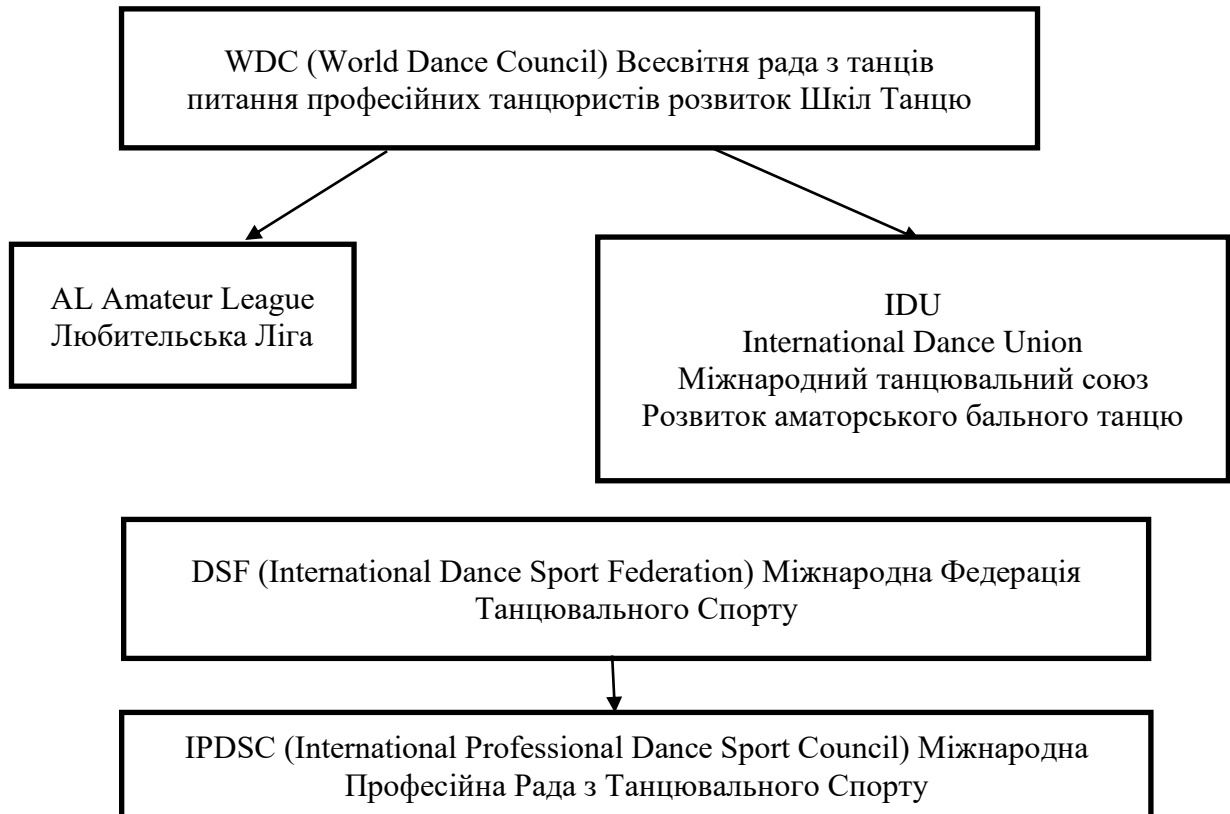 WDC (World Dance Council) Всесвітня рада з танців
питання професійних танцюристів розвиток Шкіл Танцю
AL Amateur League
Любительська Ліга
IDU
International Dance Union
Міжнародний танцювальний союз
Розвиток аматорського бального танцю
DSF (International Dance Sport Federation) Міжнародна Федерація
Танцювального Спорту
IPDSC (International Professional Dance Sport Council) Міжнародна
Професійна Рада з Танцювального Спорту